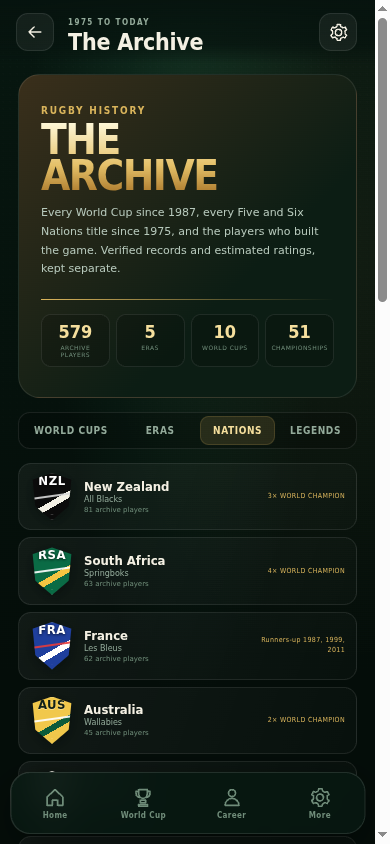 1975 TO TODAY
The Archive
RUGBY HISTORY
THE
ARCHIVE
Every World Cup since 1987, every Five and Six
Nations title since 1975, and the players who built
the game. Verified records and estimated ratings,
kept separate.
579
ARCHIVE
PLAYERS
5
ERAS
10
WORLD CUPS
51
CHAMPIONSHIPS
WORLD CUPS
ERAS
NATIONS
LEGENDS
NZL
New Zealand
All Blacks
81 archive players
3× WORLD CHAMPION
RSA
South Africa
Springboks
63 archive players
4× WORLD CHAMPION
FRA
France
Les Bleus
62 archive players
Runners-up 1987, 1999,
2011
AUS
Australia
Wallabies
45 archive players
2× WORLD CHAMPION
Home
World Cup
Career
More